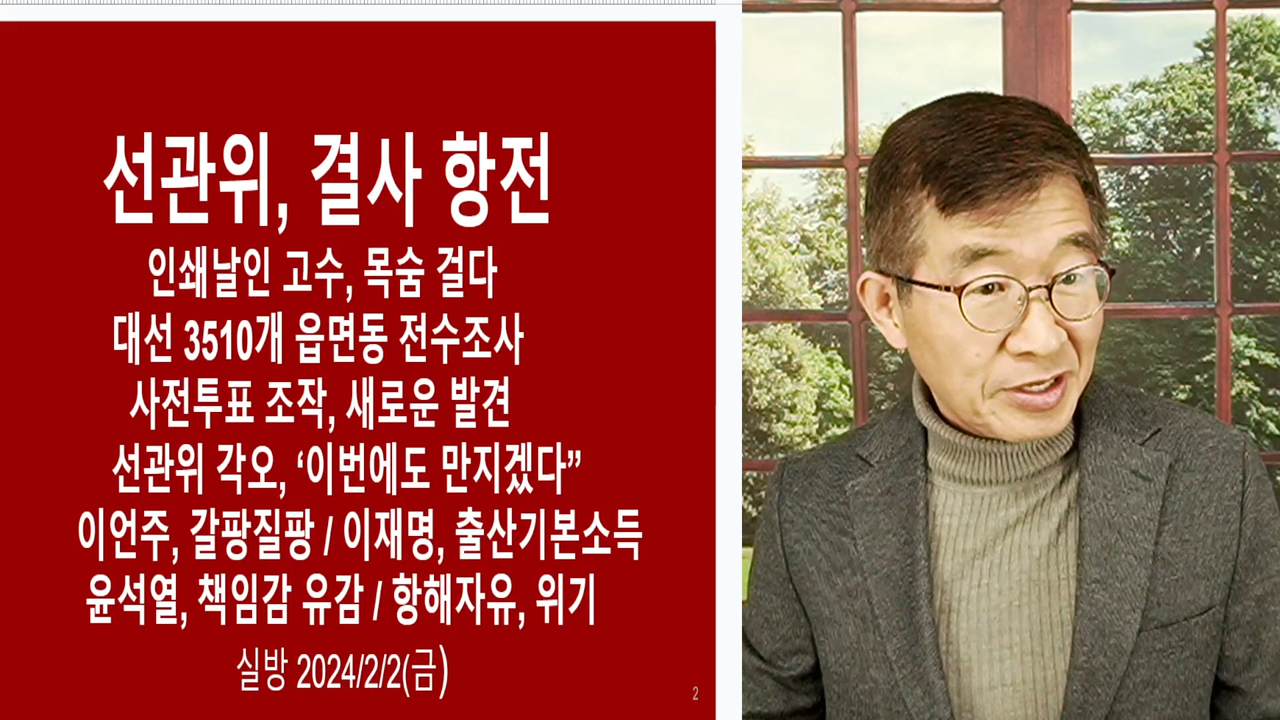 선관위, 결사 항전
인쇄날인 고수, 목숨 걸다
대선 3510개 읍면동 전수조사
사전투표 조작, 새로운 발견
선관위 각오, ‘이번에도 만지겠다”
이언주, 갈팡질팡 / 이재명, 출산기본소득
윤석열, 책임감 유감 / 항해자유, 위기
실방 2024/2/2(금)
2